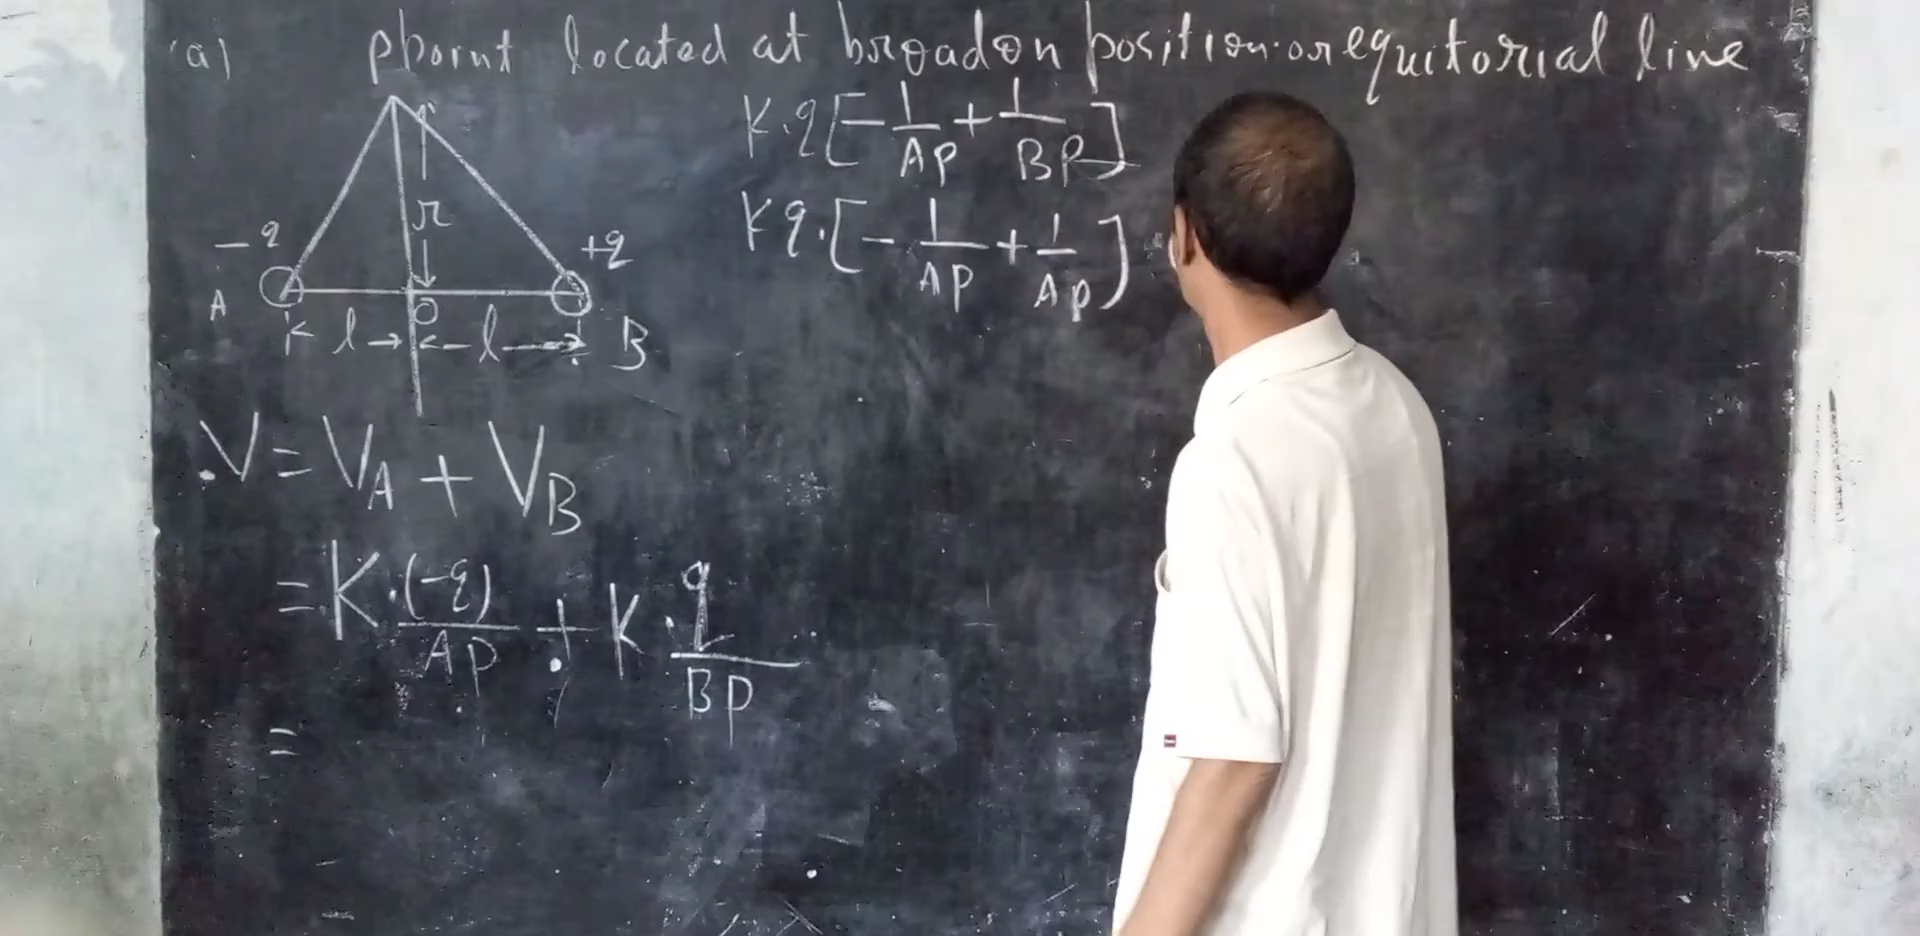 (a) pboint located at broadon position or equitorial line
K.q[-1/AP + 1/BP]
Kq.[-1/AP + 1/AP]
r
-q
+q
A
O
l
l
B
V = VA + VB
= K.(-q)/AP + K.q/BP
=